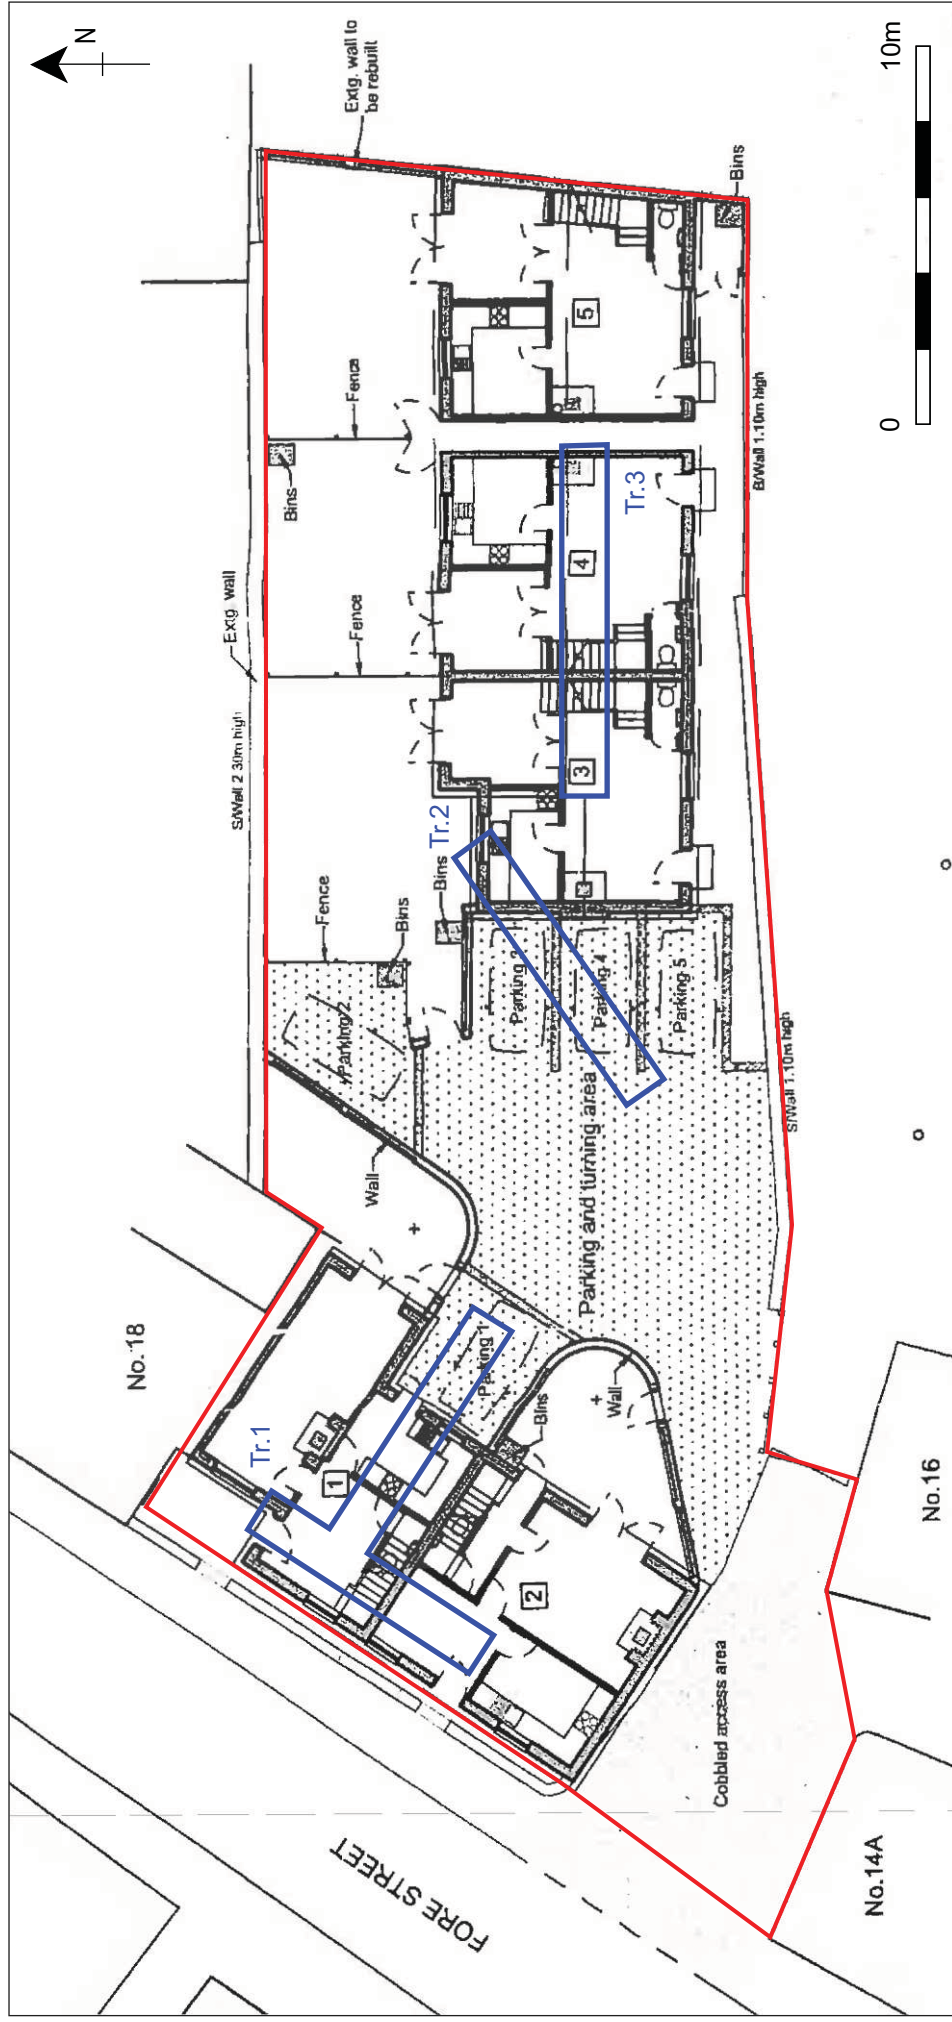 N
Extg. wall to
be rebuilt
10m
0
Bins
Fence
Bins
Extg. wall
Fence
S/Wall 2.30m high
5
4
3
Tr.3
B/Wall 1.10m high
Tr.2
Bins
Fence
Bins
Parking 2
Parking 3
Parking 4
Parking 5
S/Wall 1.10m high
Parking and turning area
Wall
No. 18
Tr.1
1
Parking 1
Bins
Wall
2
No.16
Cobbled access area
FORE STREET
No.14A